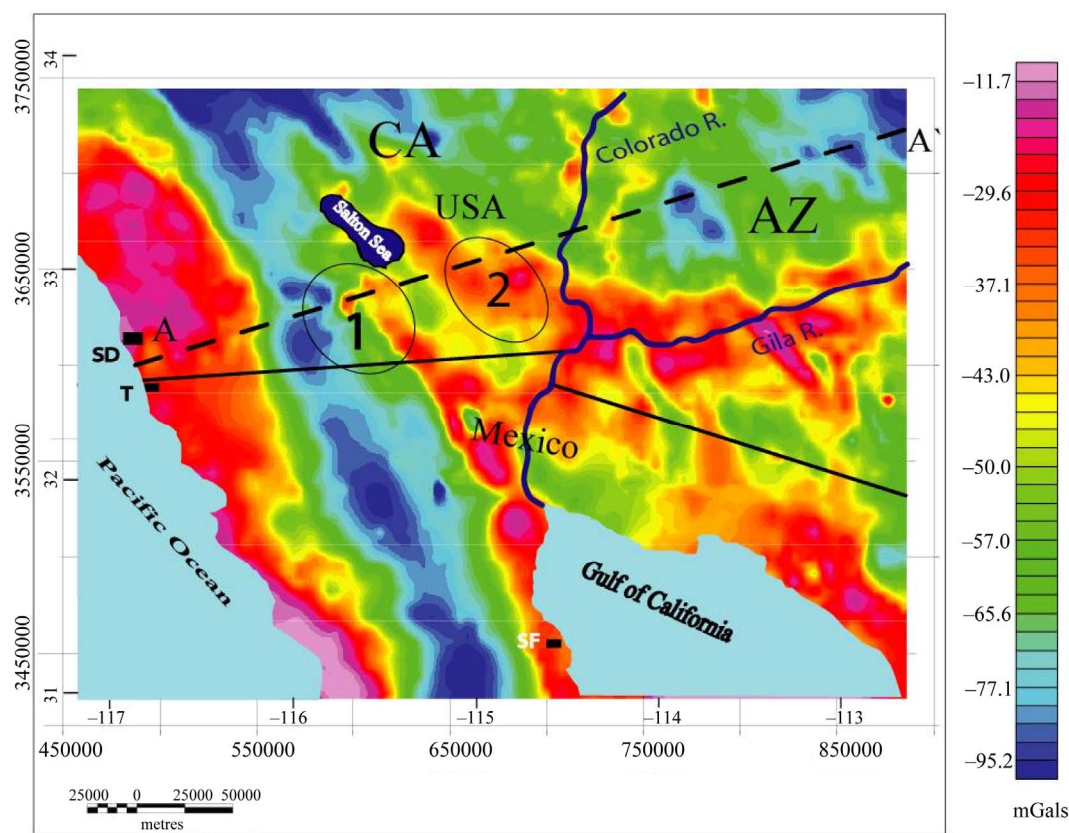 3750000
3650000
3550000
3450000
34
33
32
31
CA
USA
Salton Sea
Colorado R.
A`
AZ
1
2
A
SD
T
Gila R.
Mexico
Pacific Ocean
Gulf of California
SF
–117
–116
–115
–114
–113
450000
550000
650000
750000
850000
25000 0 25000 50000
metres
–11.7
–29.6
–37.1
–43.0
–50.0
–57.0
–65.6
–77.1
–95.2
mGals